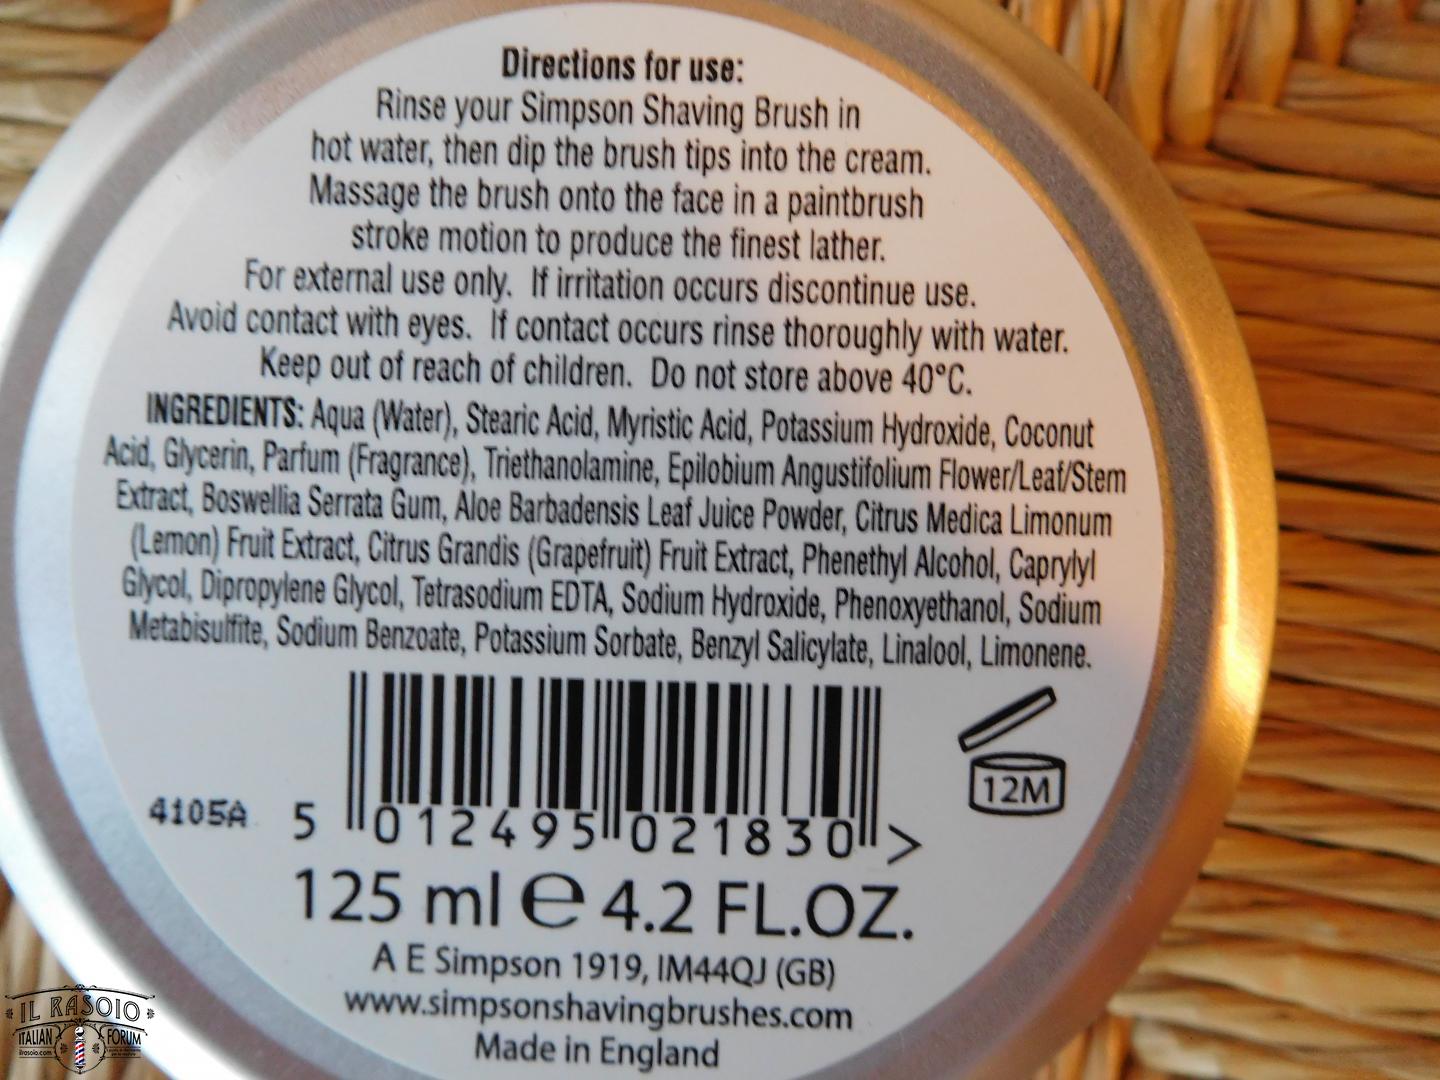 Directions for use:
Rinse your Simpson Shaving Brush in
hot water, then dip the brush tips into the cream.
Massage the brush onto the face in a paintbrush
stroke motion to produce the finest lather.
For external use only. If irritation occurs discontinue use.
Avoid contact with eyes. If contact occurs rinse thoroughly with water.
Keep out of reach of children. Do not store above 40°C.
INGREDIENTS: Aqua (Water), Stearic Acid, Myristic Acid, Potassium Hydroxide, Coconut
Acid, Glycerin, Parfum (Fragrance), Triethanolamine, Epilobium Angustifolium Flower/Leaf/Stem
Extract, Boswellia Serrata Gum, Aloe Barbadensis Leaf Juice Powder, Citrus Medica Limonum
(Lemon) Fruit Extract, Citrus Grandis (Grapefruit) Fruit Extract, Phenethyl Alcohol, Caprylyl
Glycol, Dipropylene Glycol, Tetrasodium EDTA, Sodium Hydroxide, Phenoxyethanol, Sodium
Metabisulfite, Sodium Benzoate, Potassium Sorbate, Benzyl Salicylate, Linalool, Limonene.
12M
4105A
5 012495 021830 >
125 ml e 4.2 FL.OZ.
A E Simpson 1919, IM44QJ (GB)
www.simpsonshavingbrushes.com
Made in England
IL RASOIO
ITALIAN FORUM
ilrasoio.com